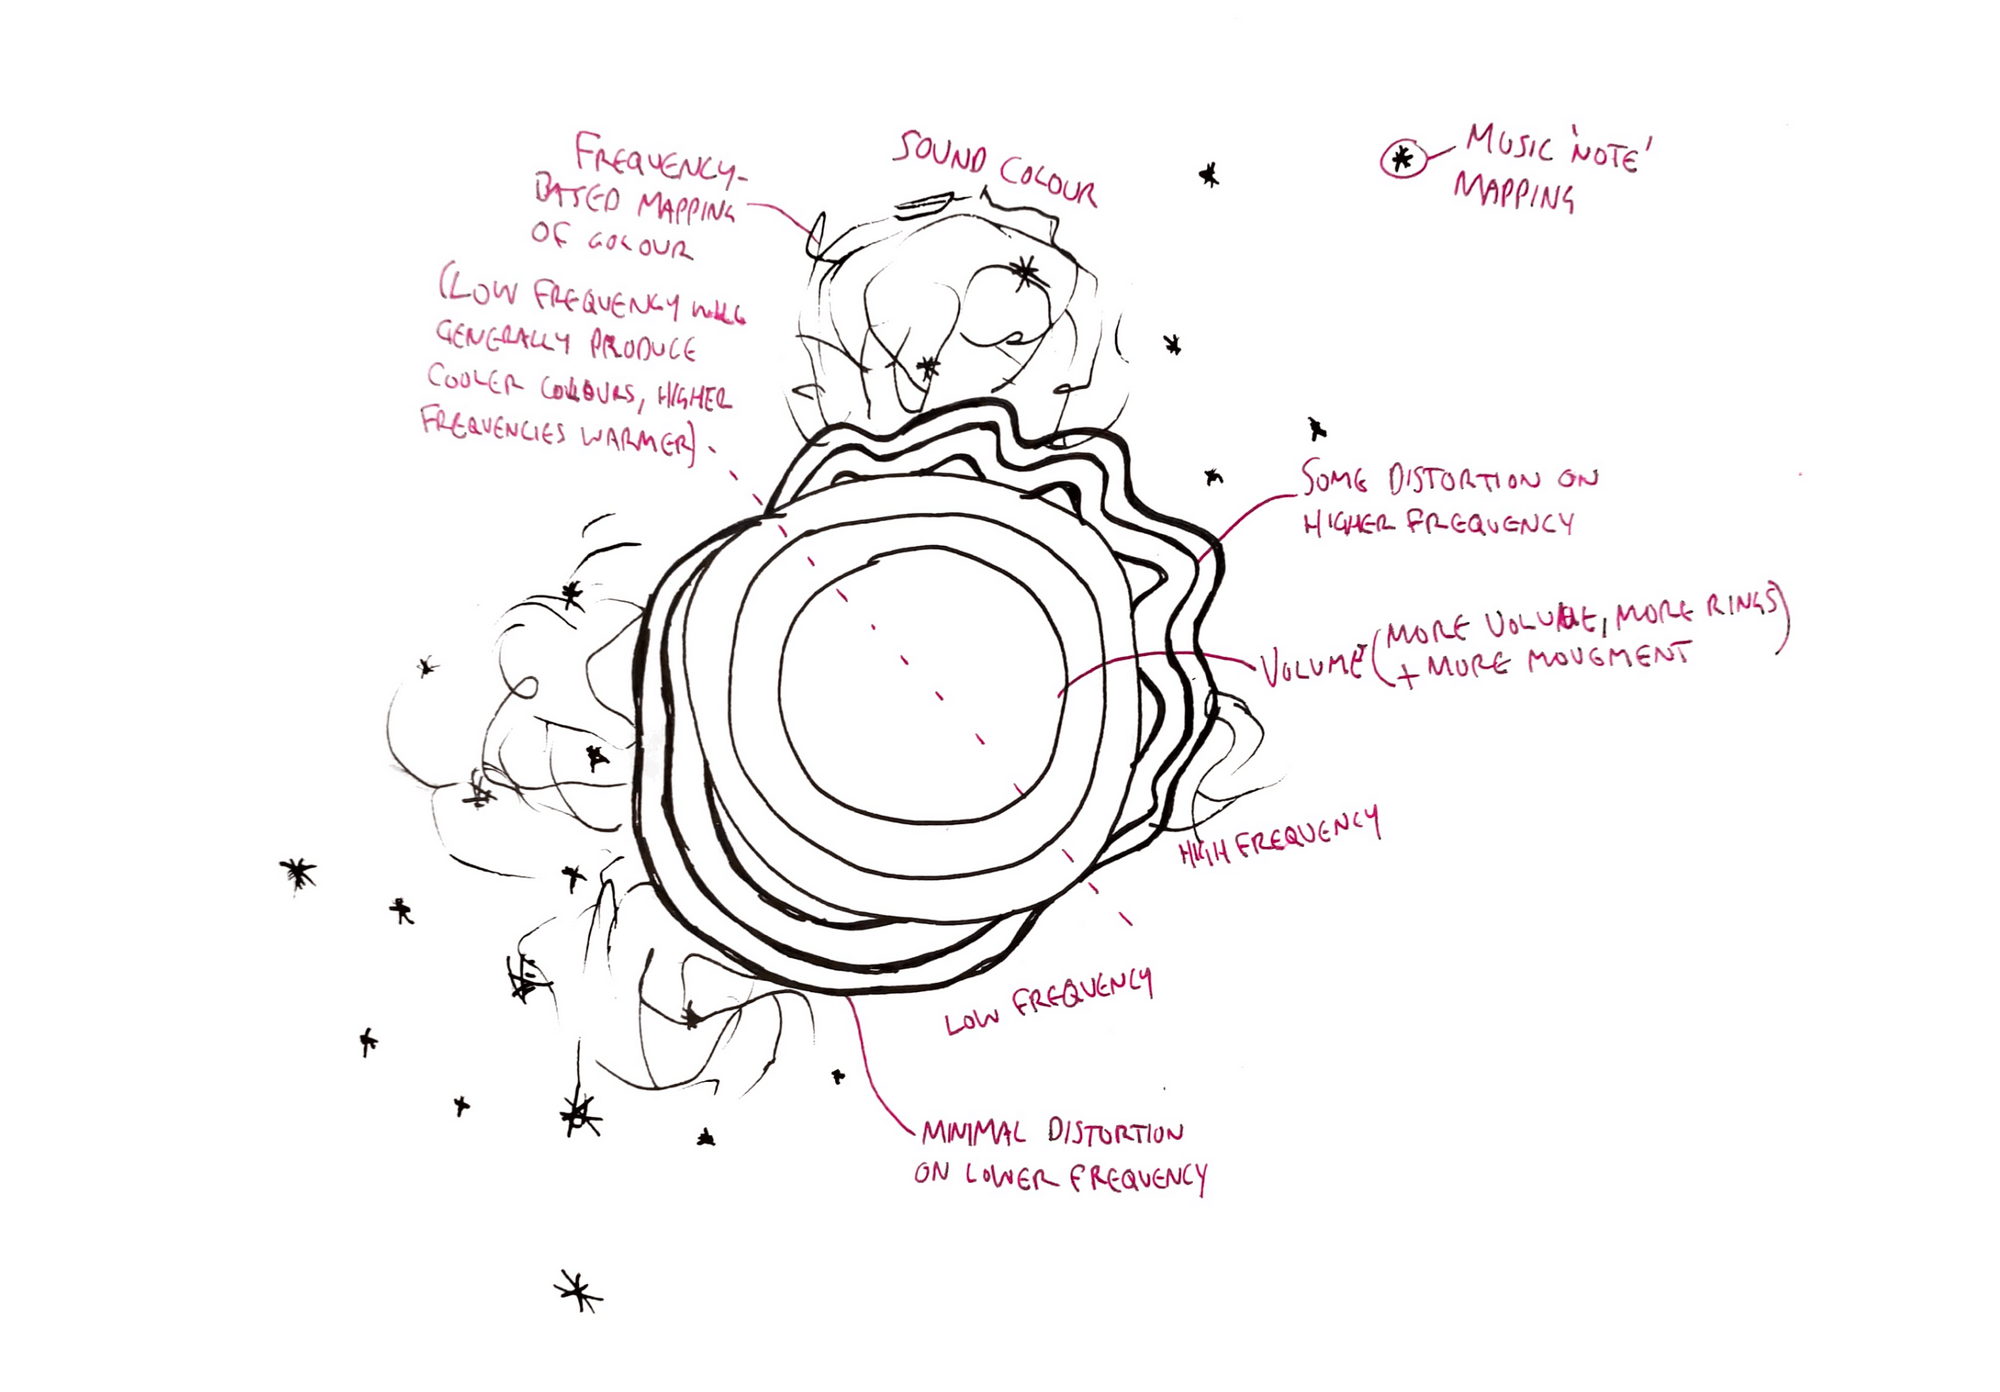 FREQUENCY-
BASED MAPPING
OF COLOUR
(LOW FREQUENCY WILL
GENERALLY PRODUCE
COOLER COLOURS, HIGHER
FREQUENCIES WARMER)
SOUND COLOUR
MUSIC 'NOTE'
MAPPING
SOME DISTORTION ON
HIGHER FREQUENCY
VOLUME (MORE VOLUME, MORE RINGS)
+ MORE MOVEMENT
HIGH FREQUENCY
LOW FREQUENCY
MINIMAL DISTORTION
ON LOWER FREQUENCY